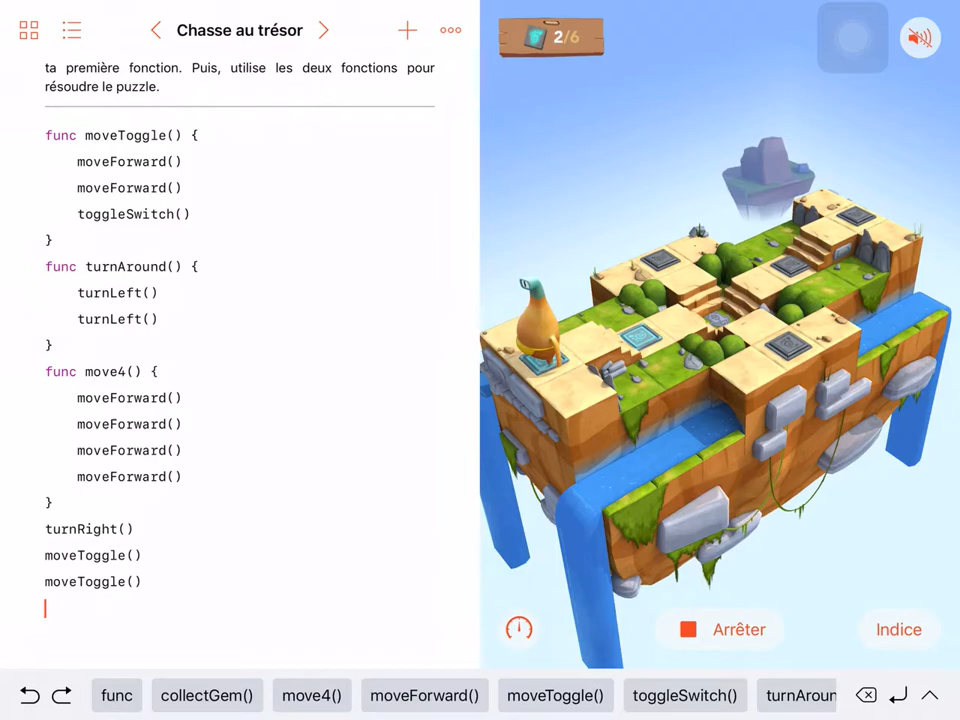 Chasse au trésor
ta première fonction. Puis, utilise les deux fonctions pour
résoudre le puzzle.
func moveToggle() {
moveForward()
moveForward()
toggleSwitch()
}
func turnAround() {
turnLeft()
turnLeft()
}
func move4() {
moveForward()
moveForward()
moveForward()
moveForward()
}
turnRight()
moveToggle()
moveToggle()
2/6
Arrêter
Indice
func collectGem() move4() moveForward() moveToggle() toggleSwitch() turnAroun